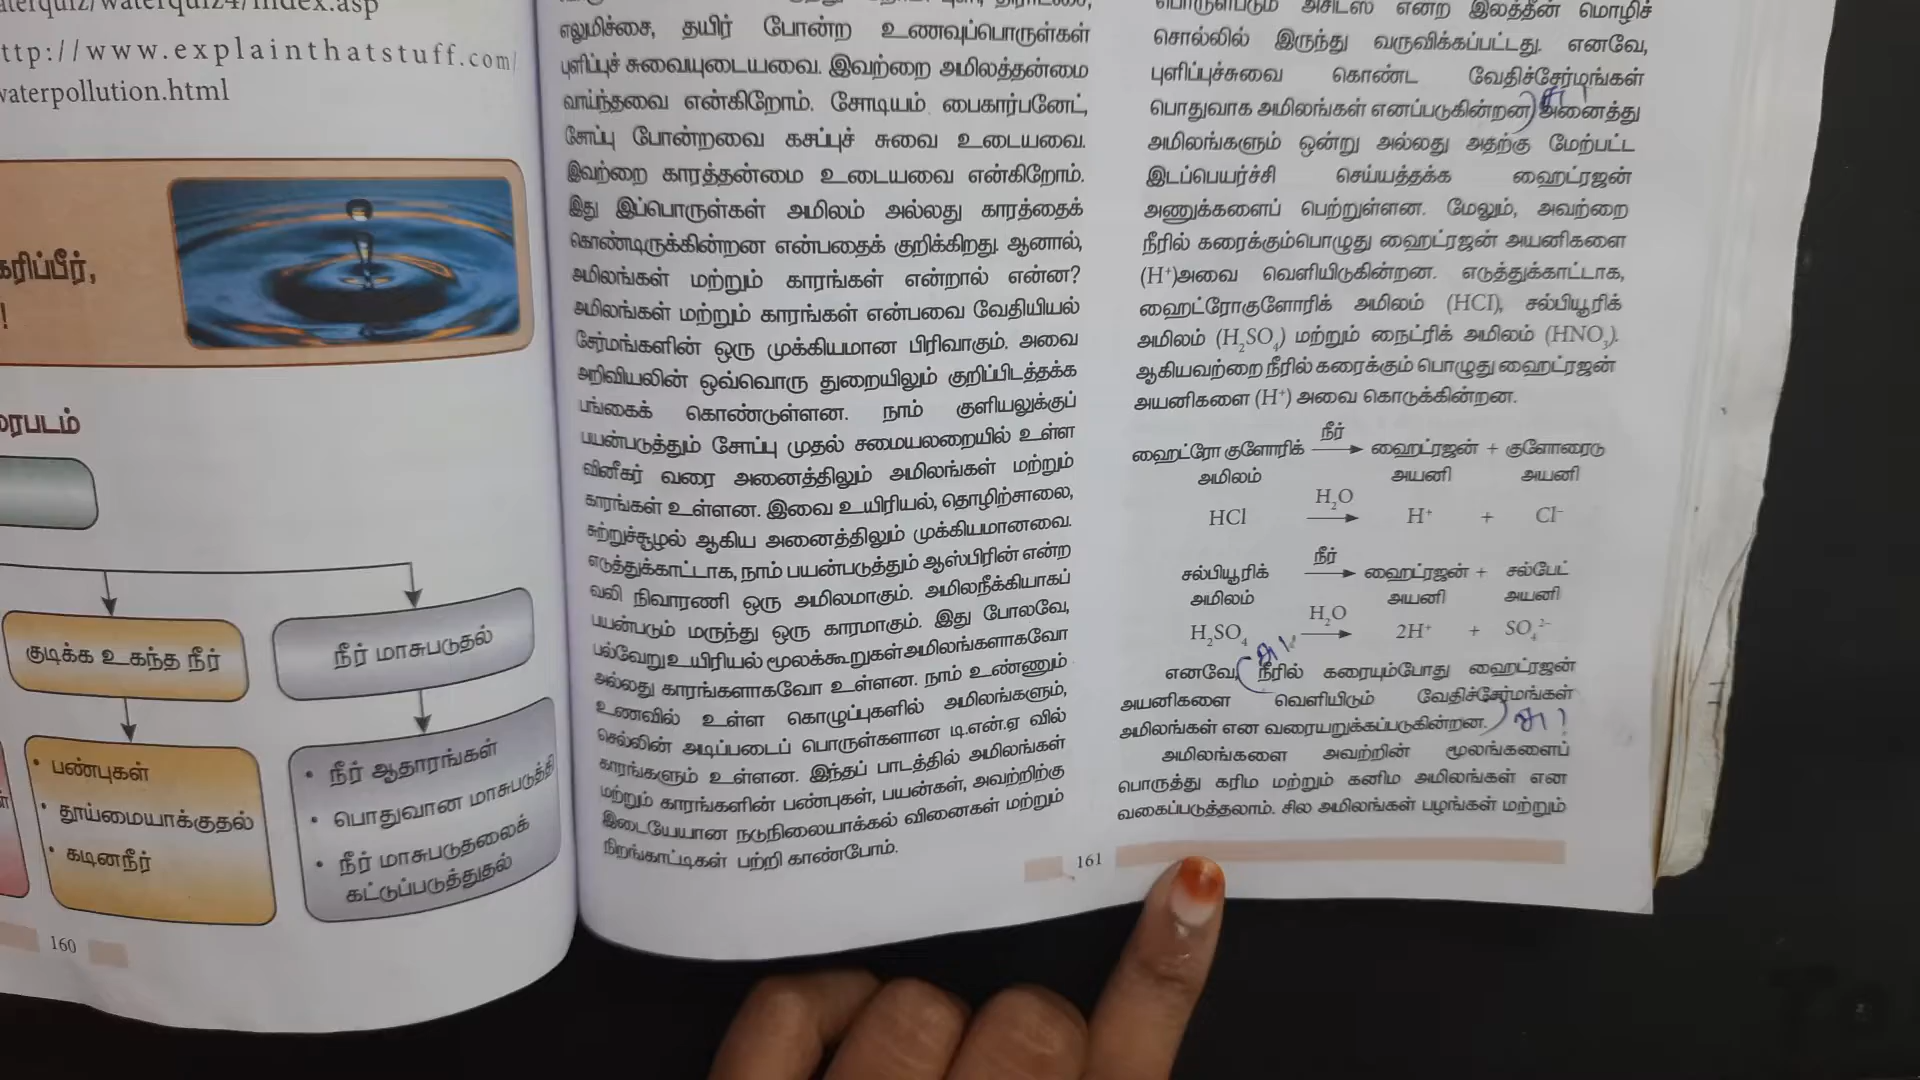 aterquiz/waterquiz4/index.asp
ttp://www.explainthatstuff.com/
waterpollution.html
கரிப்பீர்,
!
ரைபடம்
குடிக்க உகந்த நீர்
நீர் மாசுபடுதல்
• பண்புகள்
• தூய்மையாக்குதல்
• கடினநீர்
• நீர் ஆதாரங்கள்
• பொதுவான மாசுபடுத்தி
• நீர் மாசுபடுதலைக்
கட்டுப்படுத்துதல்
160
எலுமிச்சை, தயிர் போன்ற உணவுப்பொருள்கள்
புளிப்புச் சுவையுடையவை. இவற்றை அமிலத்தன்மை
வாய்ந்தவை என்கிறோம். சோடியம் பைகார்பனேட்,
சோப்பு போன்றவை கசப்புச் சுவை உடையவை.
இவற்றை காரத்தன்மை உடையவை என்கிறோம்.
இது இப்பொருள்கள் அமிலம் அல்லது காரத்தைக்
கொண்டிருக்கின்றன என்பதைக் குறிக்கிறது. ஆனால்,
அமிலங்கள் மற்றும் காரங்கள் என்றால் என்ன?
அமிலங்கள் மற்றும் காரங்கள் என்பவை வேதியியல்
சேர்மங்களின் ஒரு முக்கியமான பிரிவாகும். அவை
அறிவியலின் ஒவ்வொரு துறையிலும் குறிப்பிடத்தக்க
பங்கைக் கொண்டுள்ளன. நாம் குளியலுக்குப்
பயன்படுத்தும் சோப்பு முதல் சமையலறையில் உள்ள
வினீகர் வரை அனைத்திலும் அமிலங்கள் மற்றும்
காரங்கள் உள்ளன. இவை உயிரியல், தொழிற்சாலை,
சுற்றுச்சூழல் ஆகிய அனைத்திலும் முக்கியமானவை.
எடுத்துக்காட்டாக, நாம் பயன்படுத்தும் ஆஸ்பிரின் என்ற
வலி நிவாரணி ஒரு அமிலமாகும். அமிலநீக்கியாகப்
பயன்படும் மருந்து ஒரு காரமாகும். இது போலவே,
பல்வேறு உயிரியல் மூலக்கூறுகள் அமிலங்களாகவோ
அல்லது காரங்களாகவோ உள்ளன. நாம் உண்ணும்
உணவில் உள்ள கொழுப்புகளில் அமிலங்களும்,
செல்லின் அடிப்படைப் பொருள்களான டி.என்.ஏ வில்
காரங்களும் உள்ளன. இந்தப் பாடத்தில் அமிலங்கள்
மற்றும் காரங்களின் பண்புகள், பயன்கள், அவற்றிற்கு
இடையேயான நடுநிலையாக்கல் வினைகள் மற்றும்
நிறங்காட்டிகள் பற்றி காண்போம்.
பொருள்படும் அசிடஸ் என்ற இலத்தீன் மொழிச்
சொல்லில் இருந்து வருவிக்கப்பட்டது. எனவே,
புளிப்புச்சுவை கொண்ட வேதிச்சேர்மங்கள்
பொதுவாக அமிலங்கள் எனப்படுகின்றன. அனைத்து
அமிலங்களும் ஒன்று அல்லது அதற்கு மேற்பட்ட
இடப்பெயர்ச்சி செய்யத்தக்க ஹைட்ரஜன்
அணுக்களைப் பெற்றுள்ளன. மேலும், அவற்றை
நீரில் கரைக்கும்பொழுது ஹைட்ரஜன் அயனிகளை
(H⁺)அவை வெளியிடுகின்றன. எடுத்துக்காட்டாக,
ஹைட்ரோகுளோரிக் அமிலம் (HCl), சல்பியூரிக்
அமிலம் (H₂SO₄) மற்றும் நைட்ரிக் அமிலம் (HNO₃).
ஆகியவற்றை நீரில் கரைக்கும் பொழுது ஹைட்ரஜன்
அயனிகளை (H⁺) அவை கொடுக்கின்றன.
நீர்
ஹைட்ரோ குளோரிக் → ஹைட்ரஜன் + குளோரைடு
அமிலம் அயனி அயனி
H₂O
HCl → H⁺ + Cl⁻
நீர்
சல்பியூரிக் → ஹைட்ரஜன் + சல்பேட்
அமிலம் அயனி அயனி
H₂O
H₂SO₄ → 2H⁺ + SO₄²⁻
எனவே, நீரில் கரையும்போது ஹைட்ரஜன்
அயனிகளை வெளியிடும் வேதிச்சேர்மங்கள்
அமிலங்கள் என வரையறுக்கப்படுகின்றன.
அமிலங்களை அவற்றின் மூலங்களைப்
பொருத்து கரிம மற்றும் கனிம அமிலங்கள் என
வகைப்படுத்தலாம். சில அமிலங்கள் பழங்கள் மற்றும்
161